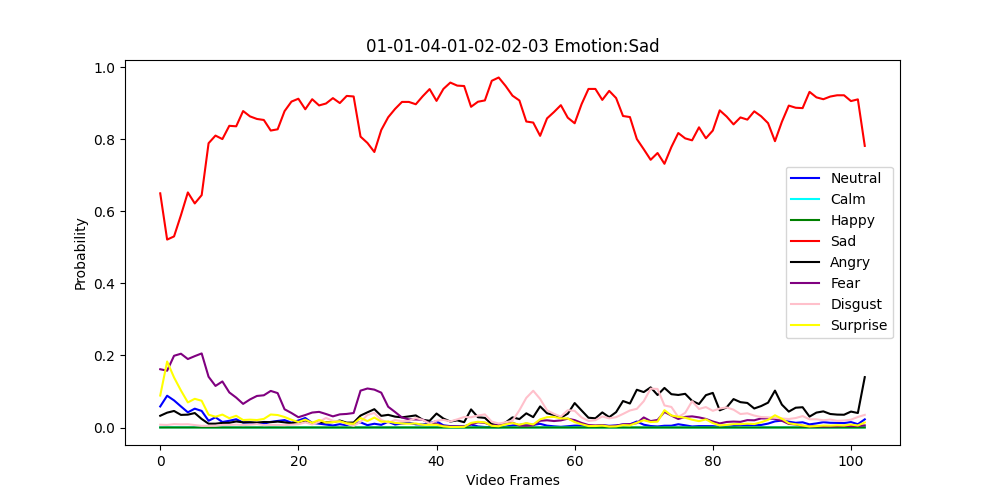 01-01-04-01-02-02-03 Emotion:Sad
1.0
0.8
0.6
0.4
0.2
0.0
Probability
0 20 40 60 80 100
Video Frames
Neutral
Calm
Happy
Sad
Angry
Fear
Disgust
Surprise